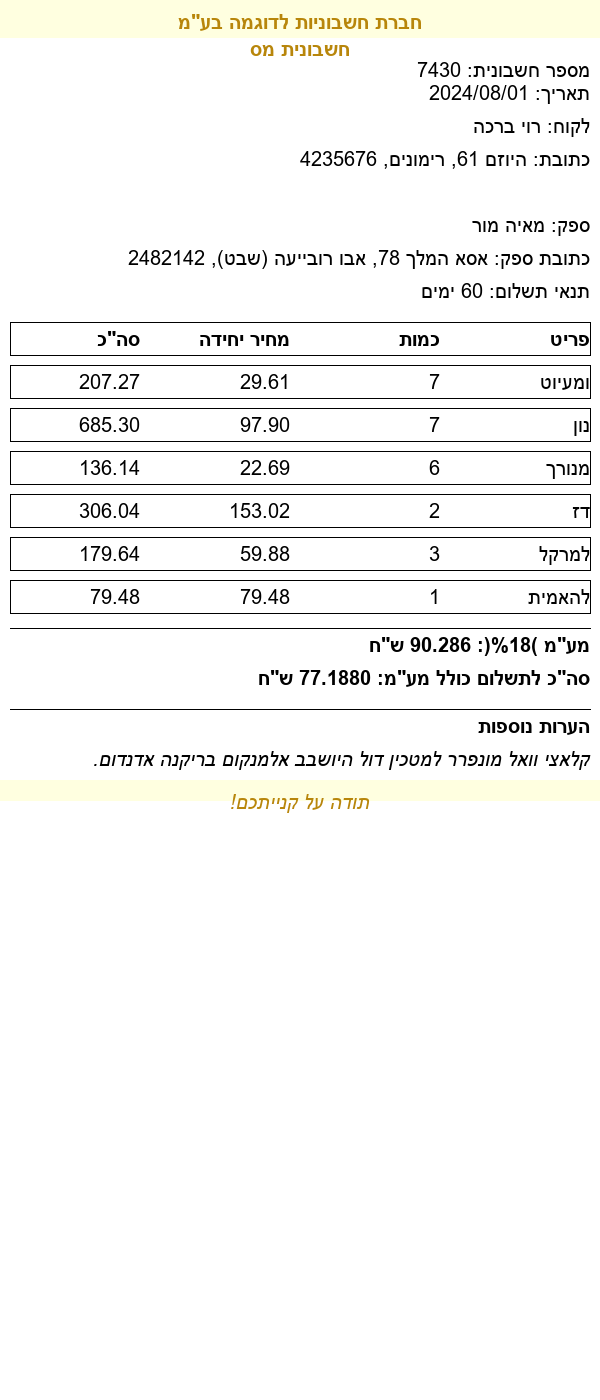 חברת חשבוניות לדוגמה בע"מ
חשבונית מס
מספר חשבונית: 7430
תאריך: 2024/08/01
לקוח: רוי ברכה
כתובת: היוזם 61, רימונים, 4235676
ספק: מאיה מור
כתובת ספק: אסא המלך 78, אבו רובייעה (שבט), 2482142
תנאי תשלום: 60 ימים
פריט כמות מחיר יחידה סה"כ
ומעיוט 7 29.61 207.27
נון 7 97.90 685.30
מנורך 6 22.69 136.14
דז 2 153.02 306.04
למרקל 3 59.88 179.64
להאמית 1 79.48 79.48
מע"מ )18%(: 90.286 ש"ח
סה"כ לתשלום כולל מע"מ: 77.1880 ש"ח
הערות נוספות
קלאצי וואל מונפרר למטכין דול היושבב אלמנקום בריקנה אדנדום.
תודה על קנייתכם!